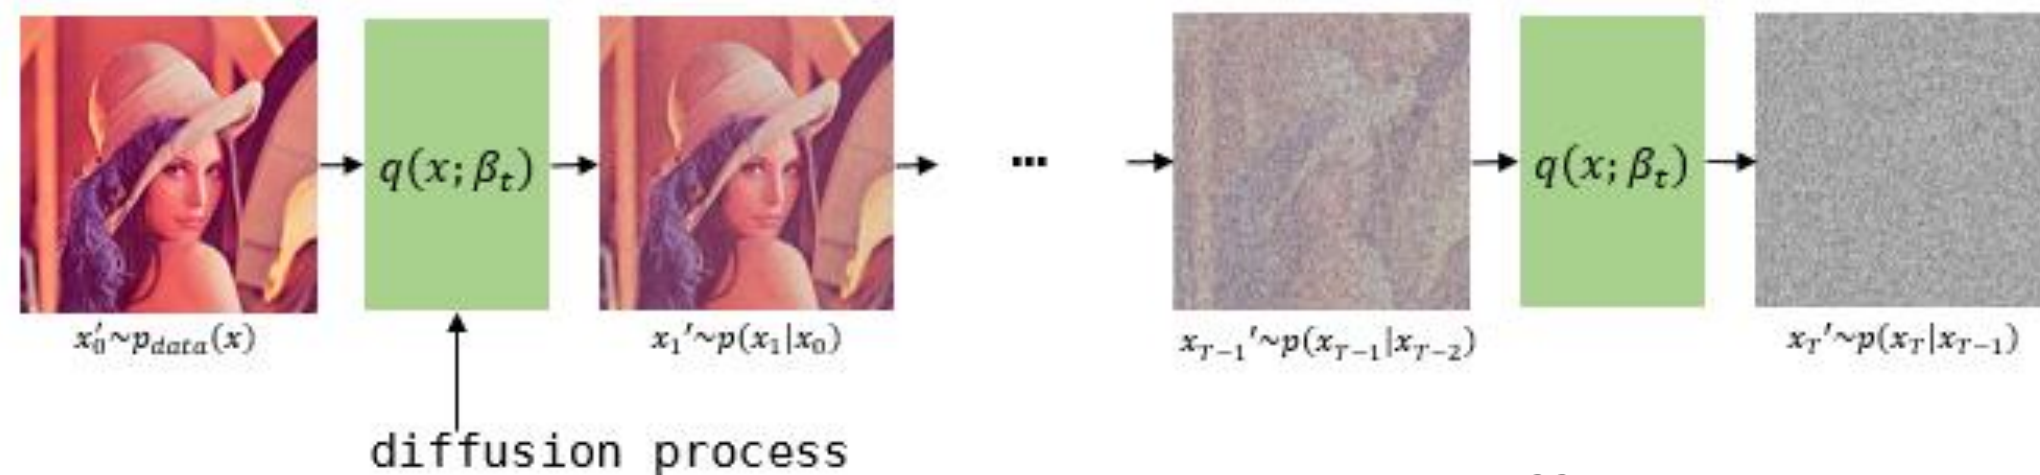 q(x; β_t)
...
q(x; β_t)
x_0'~p_data(x)
x_1'~p(x_1|x_0)
x_{T-1}'~p(x_{T-1}|x_{T-2})
x_T'~p(x_T|x_{T-1})
diffusion process